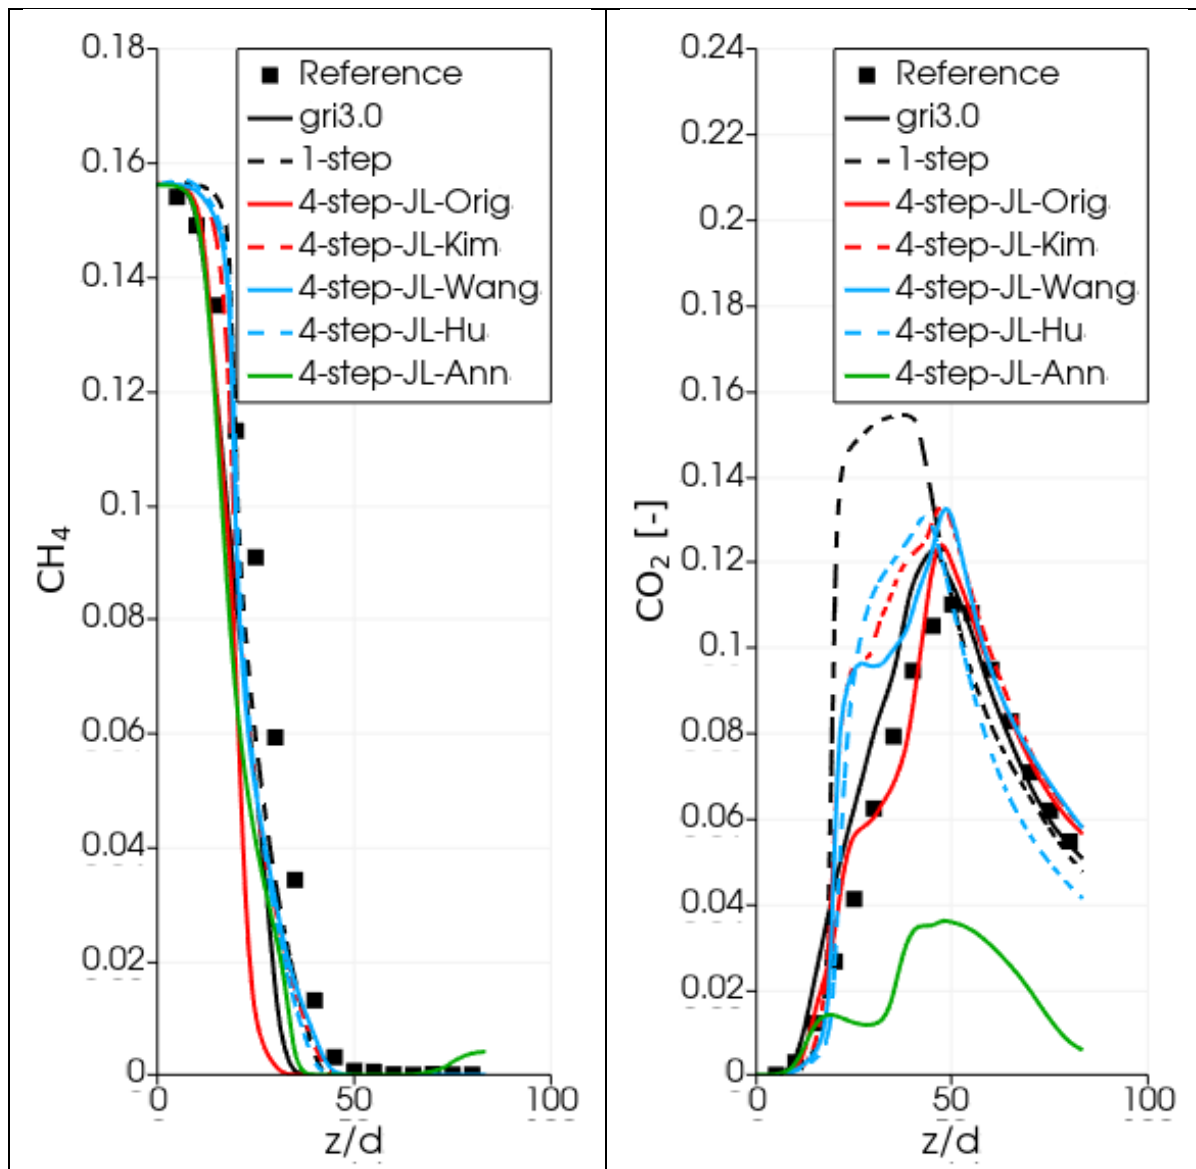 0.18
0.16
0.14
0.12
0.1
0.08
0.06
0.04
0.02
0
CH4
Reference
gri3.0
1-step
4-step-JL-Orig
4-step-JL-Kim
4-step-JL-Wang
4-step-JL-Hu
4-step-JL-Ann
0
50
100
z/d
0.24
0.22
0.2
0.18
0.16
0.14
0.12
0.1
0.08
0.06
0.04
0.02
0
CO2 [-]
Reference
gri3.0
1-step
4-step-JL-Orig
4-step-JL-Kim
4-step-JL-Wang
4-step-JL-Hu
4-step-JL-Ann
0
50
100
z/d